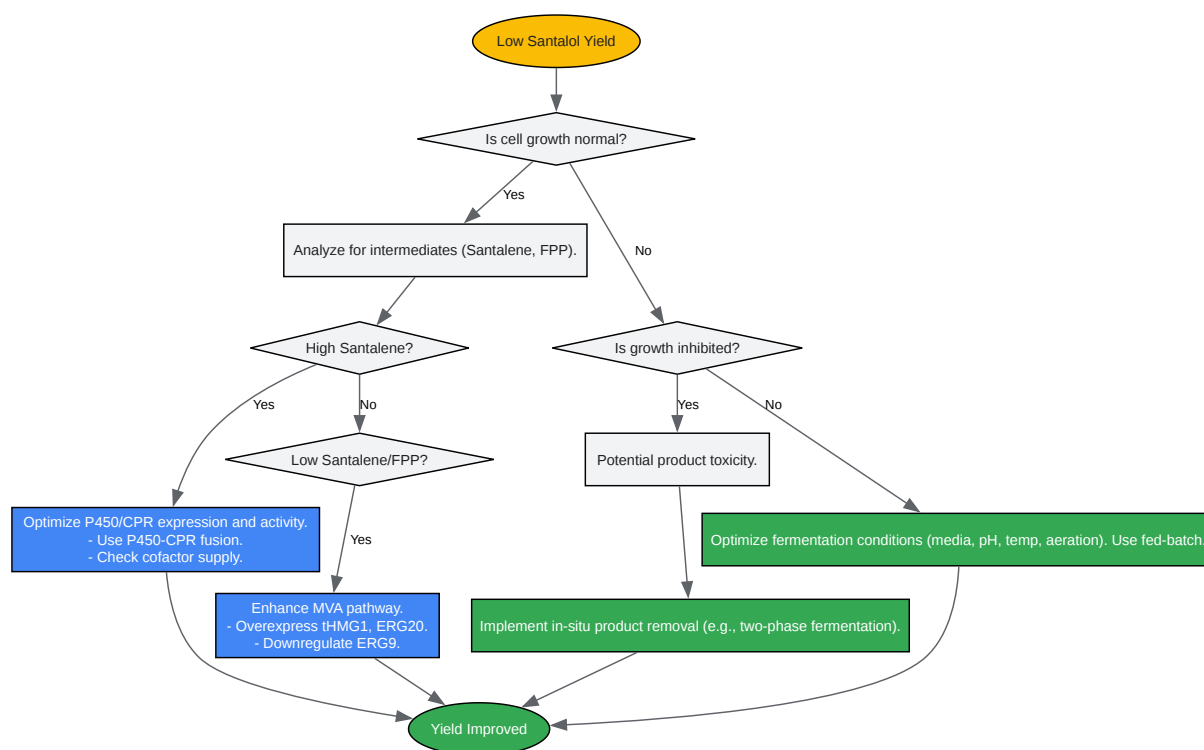 Low Santalol Yield
Is cell growth normal?
Yes
Analyze for intermediates (Santalene, FPP).
No
High Santalene?
Is growth inhibited?
Yes
No
Yes
No
Low Santalene/FPP?
Potential product toxicity.
Optimize P450/CPR expression and activity.
- Use P450-CPR fusion.
- Check cofactor supply.
Yes
Optimize fermentation conditions (media, pH, temp, aeration). Use fed-batch.
Enhance MVA pathway.
- Overexpress tHMG1, ERG20.
- Downregulate ERG9.
Implement in-situ product removal (e.g., two-phase fermentation).
Yield Improved